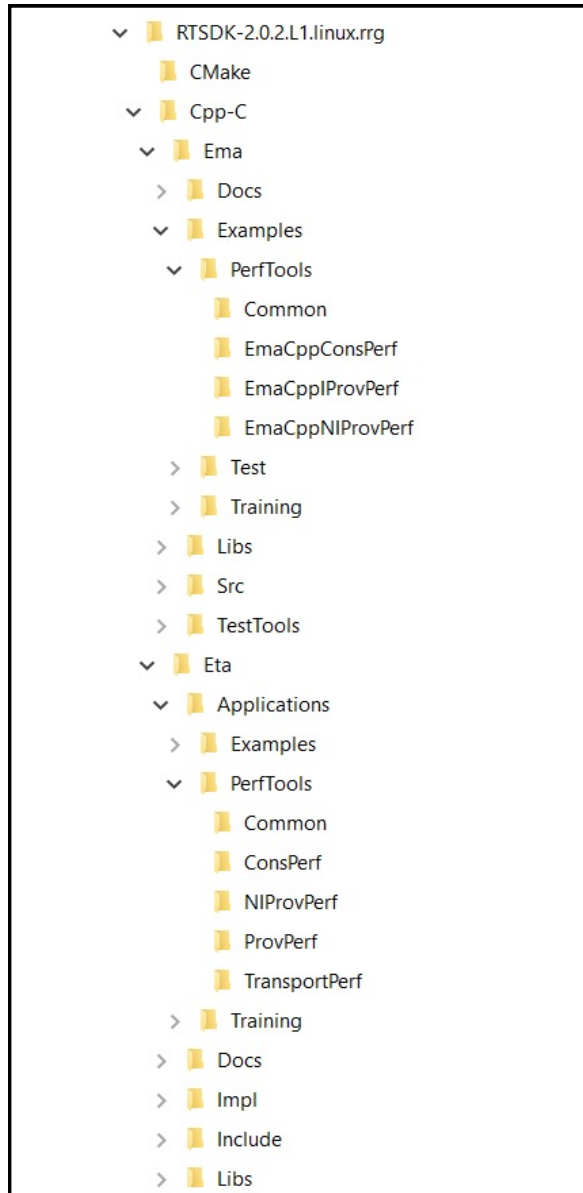 RTSDK-2.0.2.L1.linux.rrg
CMake
Cpp-C
Ema
Docs
Examples
PerfTools
Common
EmaCppConsPerf
EmaCppIProvPerf
EmaCppNIProvPerf
Test
Training
Libs
Src
TestTools
Eta
Applications
Examples
PerfTools
Common
ConsPerf
NIProvPerf
ProvPerf
TransportPerf
Training
Docs
Impl
Include
Libs